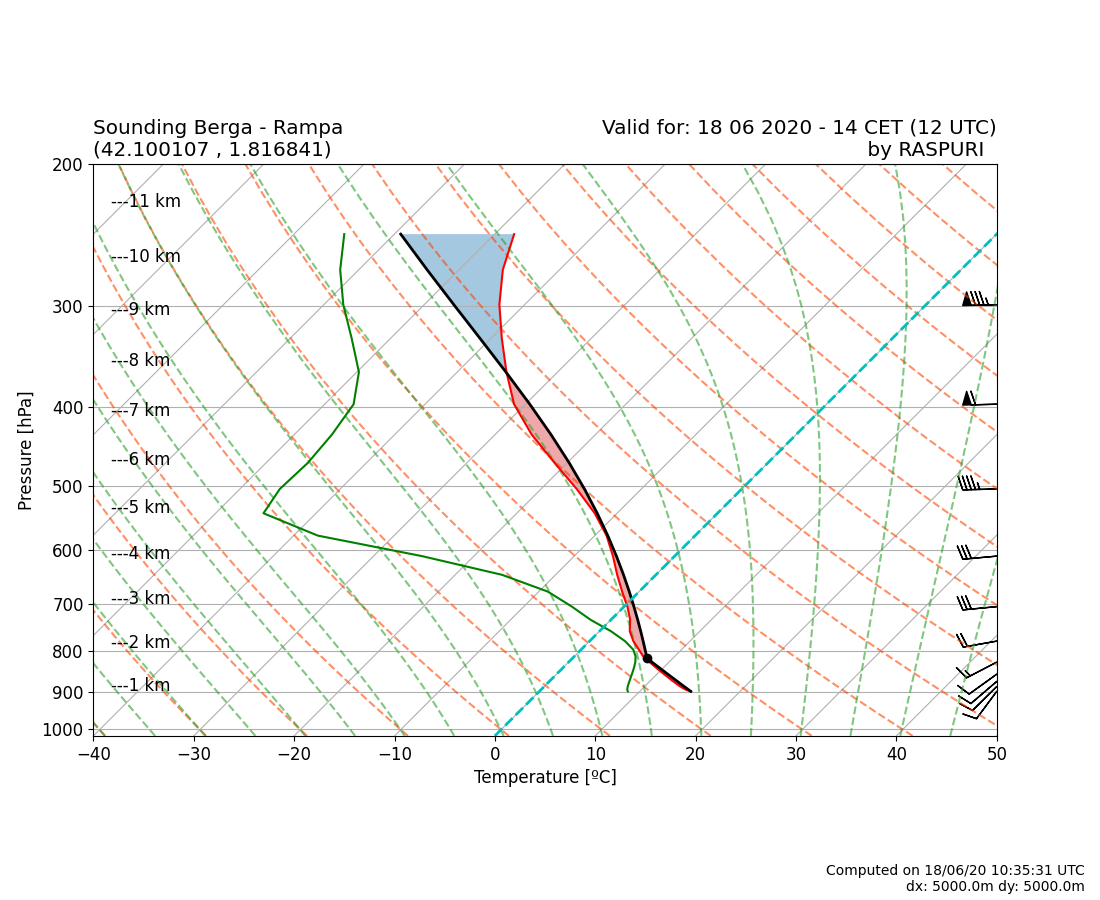 Sounding Berga - Rampa
(42.100107 , 1.816841)
Valid for: 18 06 2020 - 14 CET (12 UTC)
by RASPURI
200
300
400
500
600
700
800
900
1000
Pressure [hPa]
---11 km
---10 km
---9 km
---8 km
---7 km
---6 km
---5 km
---4 km
---3 km
---2 km
---1 km
−40 −30 −20 −10 0 10 20 30 40 50
Temperature [ºC]
Computed on 18/06/20 10:35:31 UTC
dx: 5000.0m dy: 5000.0m